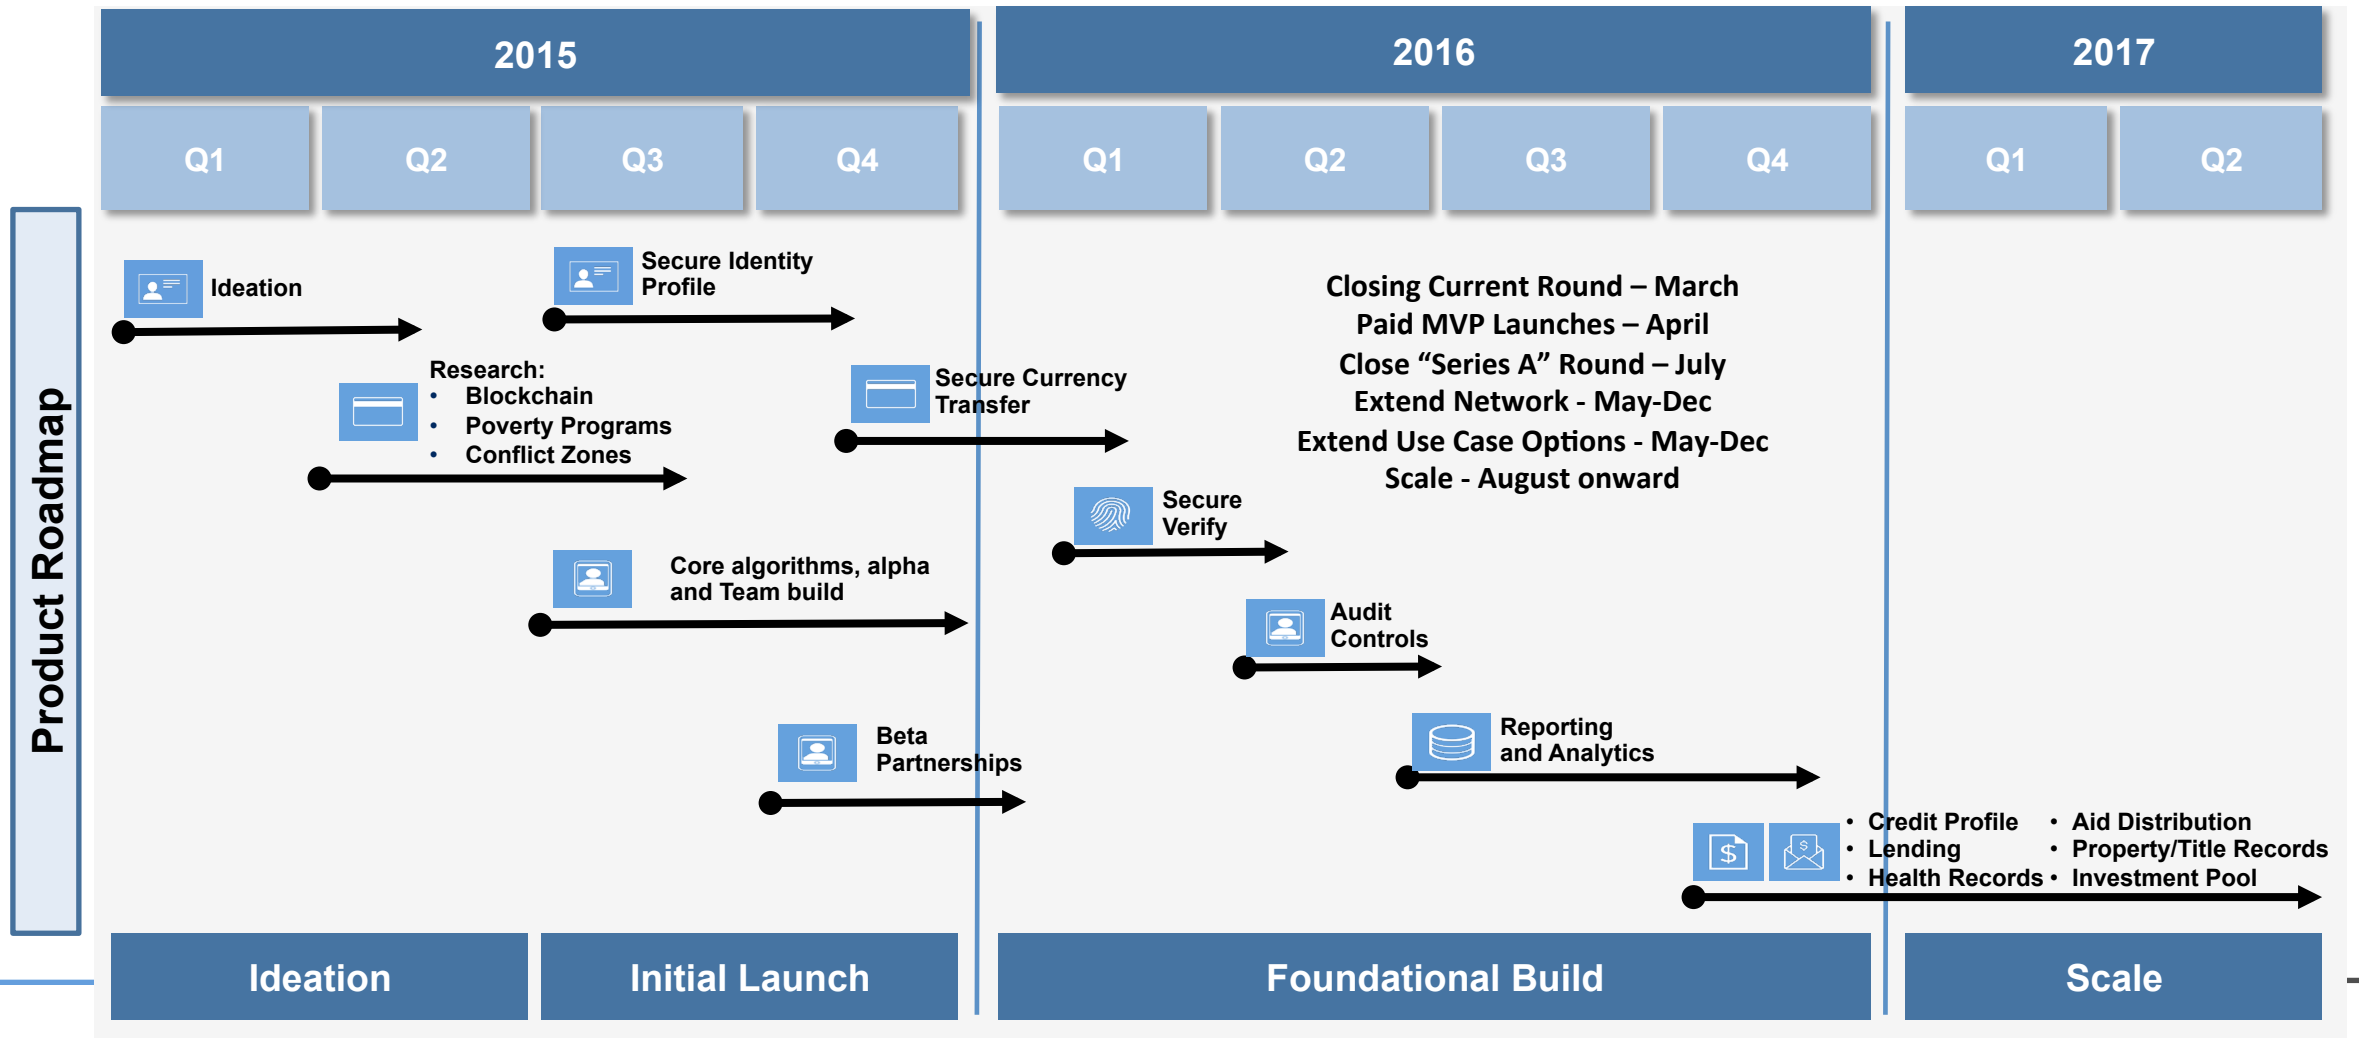 2015
2016
2017
Q1
Q2
Q3
Q4
Q1
Q2
Q3
Q4
Q1
Q2
Product Roadmap
Ideation
Secure Identity
Profile
Research:
• Blockchain
• Poverty Programs
• Conflict Zones
Secure Currency
Transfer
Closing Current Round – March
Paid MVP Launches – April
Close “Series A” Round – July
Extend Network - May-Dec
Extend Use Case Options - May-Dec
Scale - August onward
Secure
Verify
Core algorithms, alpha
and Team build
Audit
Controls
Beta
Partnerships
Reporting
and Analytics
• Credit Profile
• Lending
• Health Records
• Aid Distribution
• Property/Title Records
• Investment Pool
Ideation
Initial Launch
Foundational Build
Scale